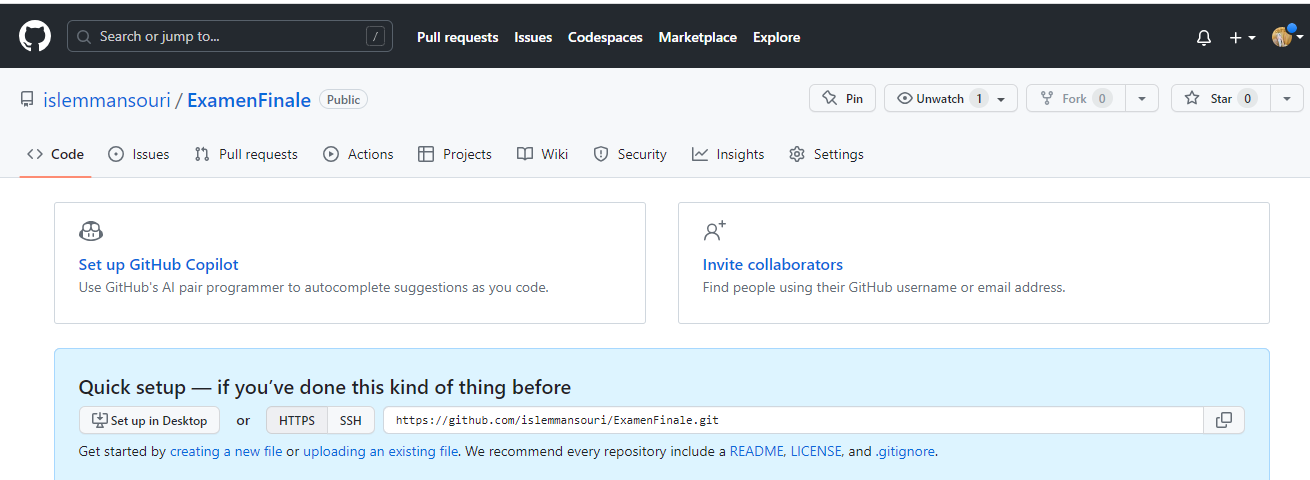 Search or jump to... / Pull requests Issues Codespaces Marketplace Explore
islemmansouri / ExamenFinale Public Pin Unwatch 1 Fork 0 Star 0
Code Issues Pull requests Actions Projects Wiki Security Insights Settings
Set up GitHub Copilot
Use GitHub's AI pair programmer to autocomplete suggestions as you code.
Invite collaborators
Find people using their GitHub username or email address.
Quick setup — if you’ve done this kind of thing before
Set up in Desktop or HTTPS SSH https://github.com/islemmansouri/ExamenFinale.git
Get started by creating a new file or uploading an existing file. We recommend every repository include a README, LICENSE, and .gitignore.